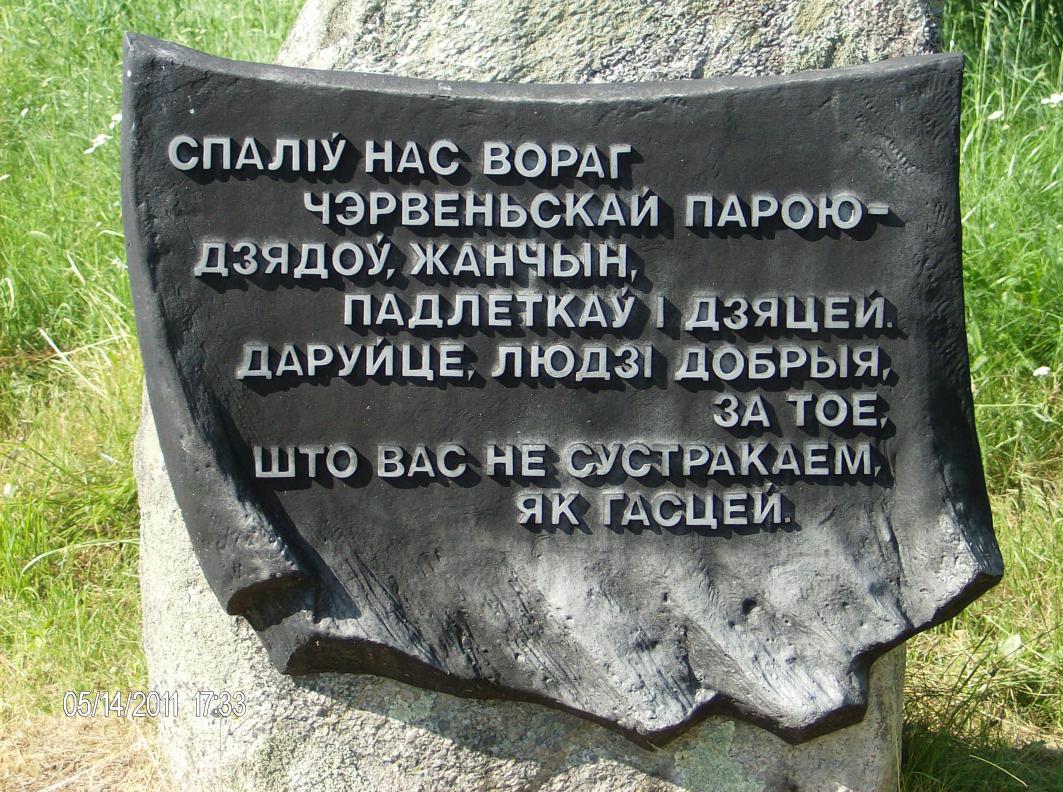 СПАЛІЎ НАС ВОРАГ
ЧЭРВЕНЬСКАЙ ПАРОЮ-
ДЗЯДОЎ, ЖАНЧЫН,
ПАДЛЕТКАЎ І ДЗЯЦЕЙ.
ДАРУЙЦЕ, ЛЮДЗІ ДОБРЫЯ,
ЗА ТОЕ,
ШТО ВАС НЕ СУСТРАКАЕМ,
ЯК ГАСЦЕЙ.
05/14/2011 17:33